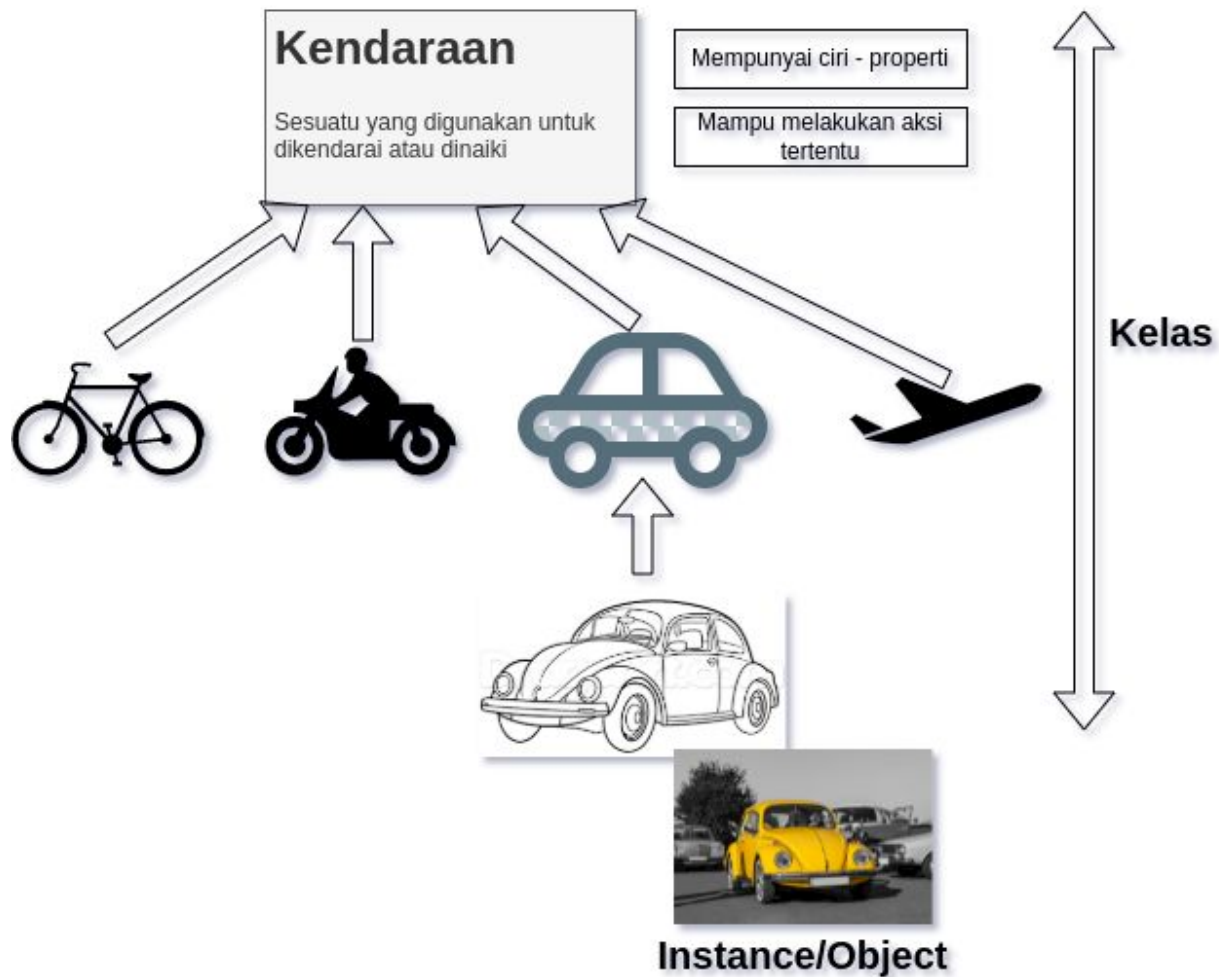 Kendaraan
Sesuatu yang digunakan untuk
dikendarai atau dinaiki
Mempunyai ciri - properti
Mampu melakukan aksi
tertentu
Kelas
Instance/Object